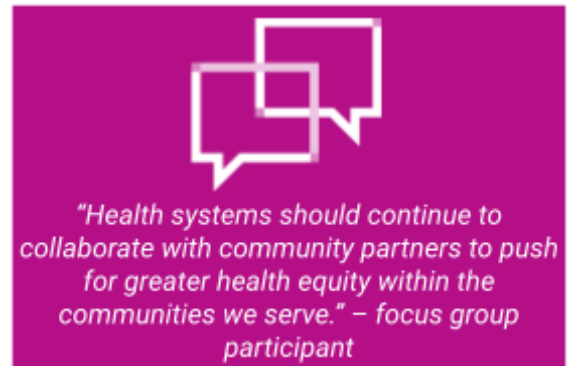 "Health systems should continue to
collaborate with community partners to push
for greater health equity within the
communities we serve." – focus group
participant